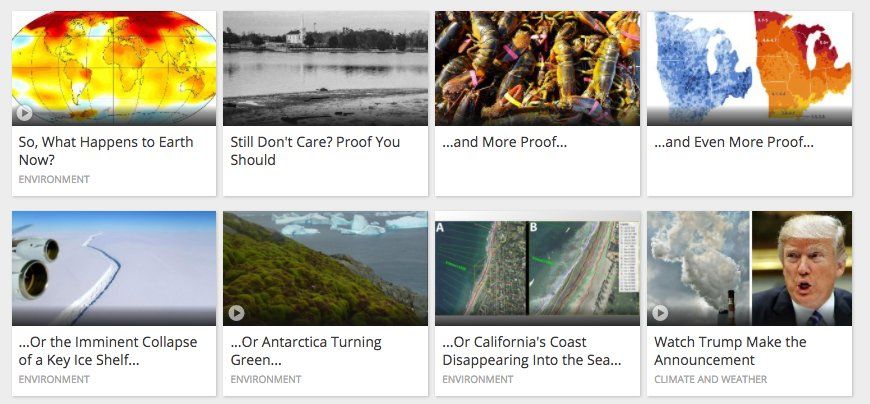 So, What Happens to Earth
Now?
ENVIRONMENT
Still Don't Care? Proof You
Should
...and More Proof...
...and Even More Proof...
...Or the Imminent Collapse
of a Key Ice Shelf...
ENVIRONMENT
...Or Antarctica Turning
Green...
ENVIRONMENT
A
B
...Or California's Coast
Disappearing Into the Sea...
ENVIRONMENT
Watch Trump Make the
Announcement
CLIMATE AND WEATHER